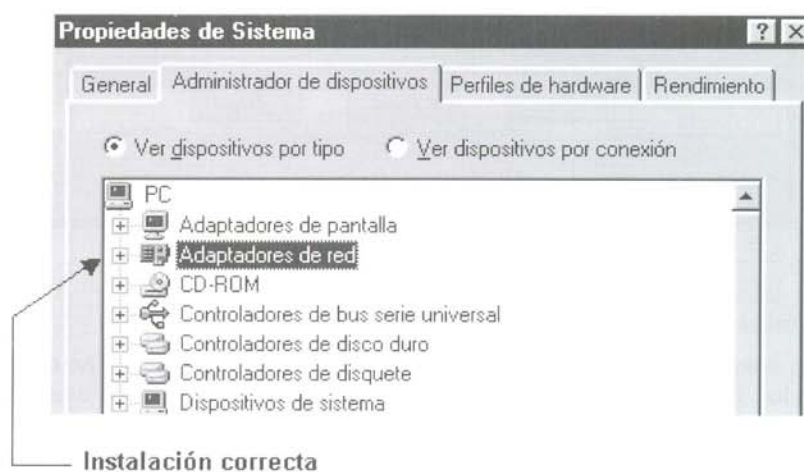 Propiedades de Sistema
General Administrador de dispositivos Perfiles de hardware Rendimiento
Ver dispositivos por tipo Ver dispositivos por conexión
PC
Adaptadores de pantalla
Adaptadores de red
CD-ROM
Controladores de bus serie universal
Controladores de disco duro
Controladores de disquete
Dispositivos de sistema
Instalación correcta